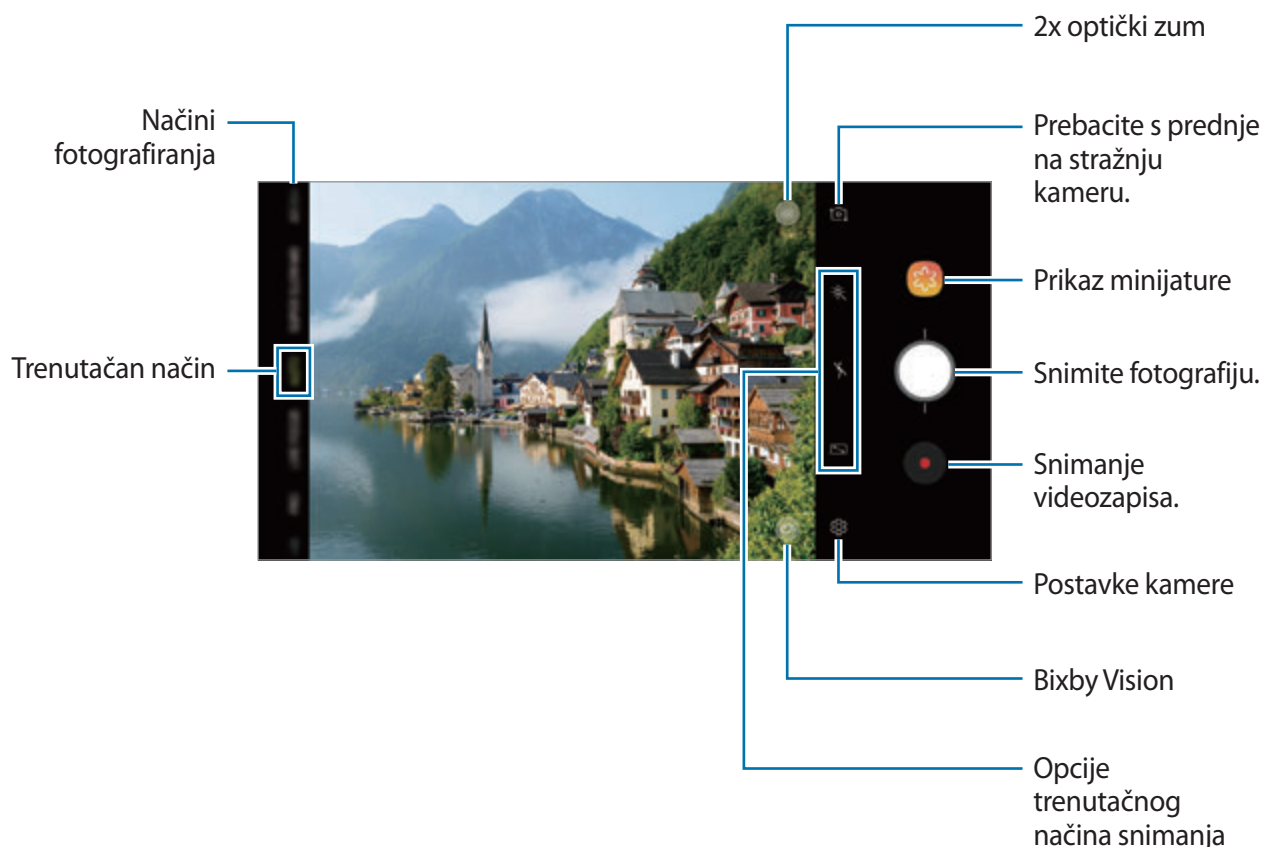 2x optički zum
Načini
fotografiranja
Prebacite s prednje
na stražnju
kameru.
Prikaz minijature
Trenutačan način
Snimite fotografiju.
Snimanje
videozapisa.
Postavke kamere
Bixby Vision
Opcije
trenutačnog
načina snimanja